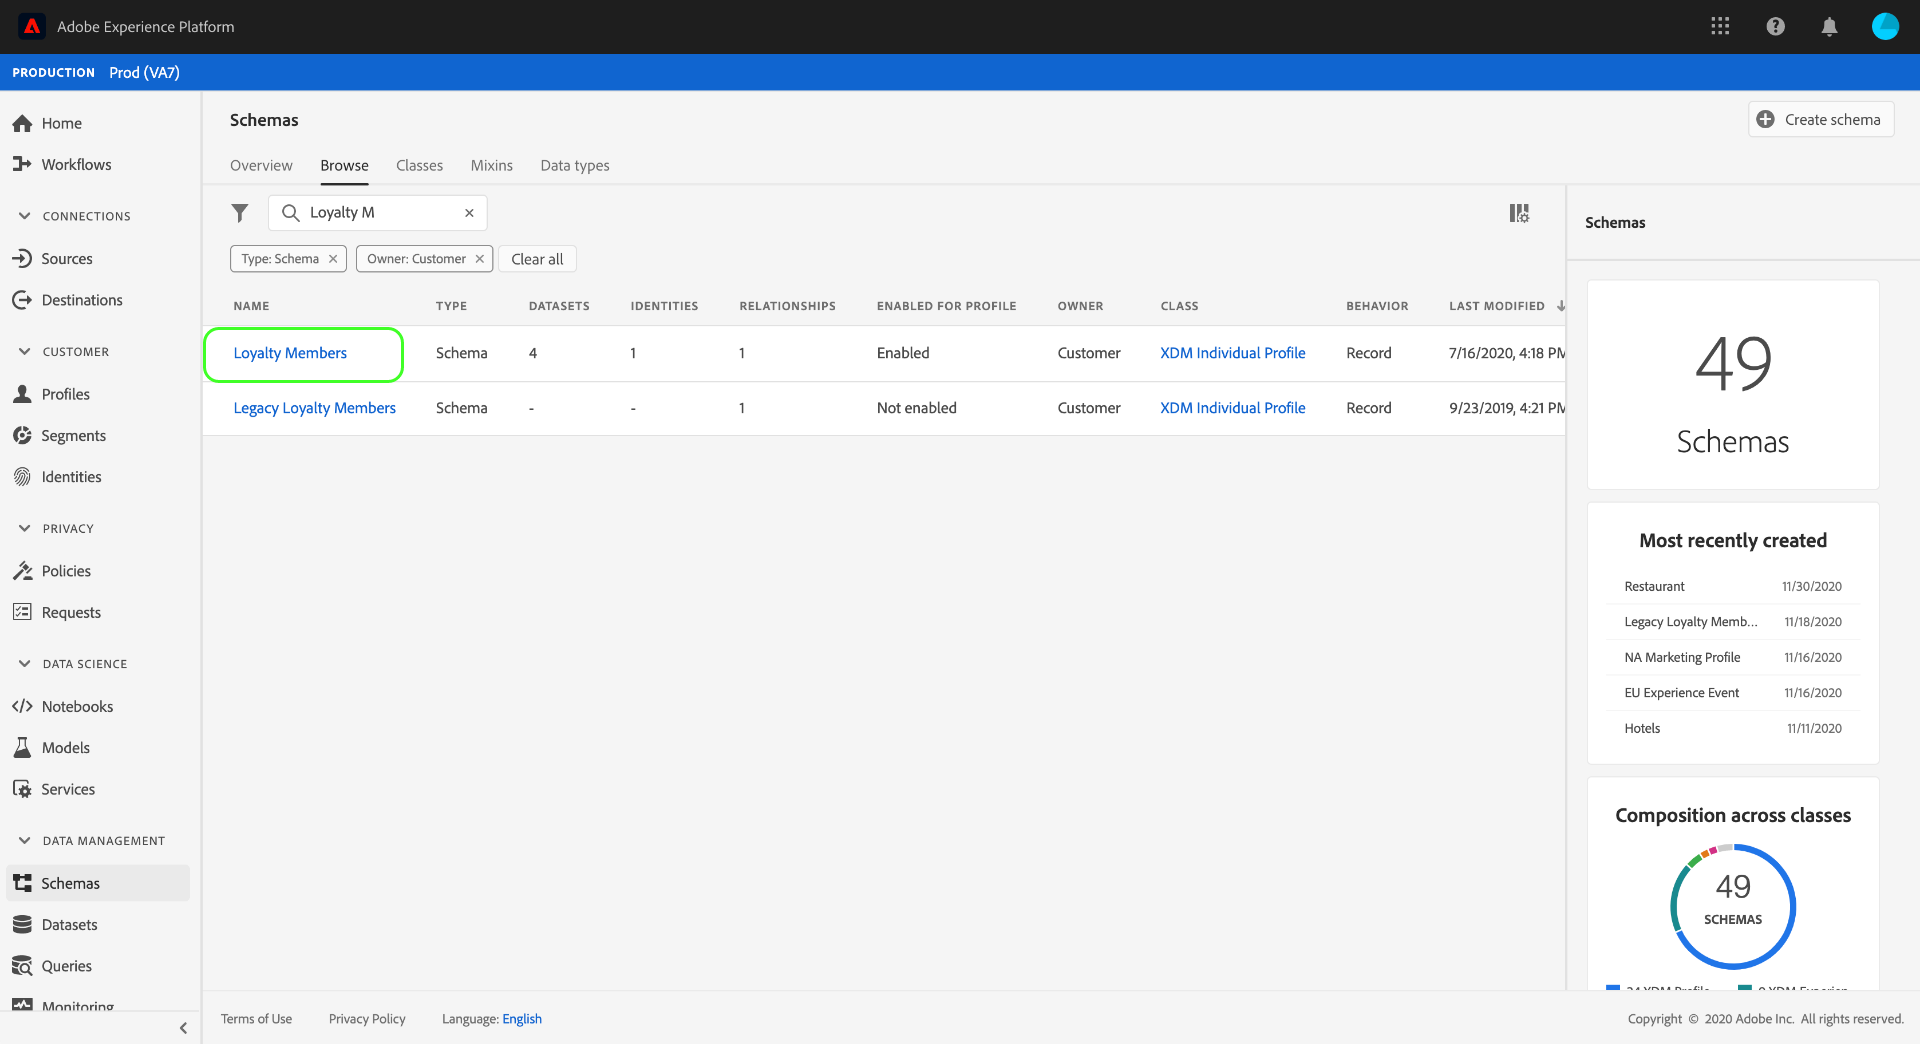 Adobe Experience Platform
PRODUCTION Prod (VA7)
Home
Workflows
CONNECTIONS
Sources
Destinations
CUSTOMER
Profiles
Segments
Identities
PRIVACY
Policies
Requests
DATA SCIENCE
Notebooks
Models
Services
DATA MANAGEMENT
Schemas
Datasets
Queries
Monitoring
Schemas
Create schema
Overview Browse Classes Mixins Data types
Loyalty M
Type: Schema Owner: Customer Clear all
NAME TYPE DATASETS IDENTITIES RELATIONSHIPS ENABLED FOR PROFILE OWNER CLASS BEHAVIOR LAST MODIFIED
Loyalty Members Schema 4 1 1 Enabled Customer XDM Individual Profile Record 7/16/2020, 4:18 PM
Legacy Loyalty Members Schema - - 1 Not enabled Customer XDM Individual Profile Record 9/23/2019, 4:21 PM
Schemas
49
Schemas
Most recently created
Restaurant 11/30/2020
Legacy Loyalty Memb... 11/18/2020
NA Marketing Profile 11/16/2020
EU Experience Event 11/16/2020
Hotels 11/11/2020
Composition across classes
49
SCHEMAS
Terms of Use Privacy Policy Language: English
Copyright © 2020 Adobe Inc. All rights reserved.